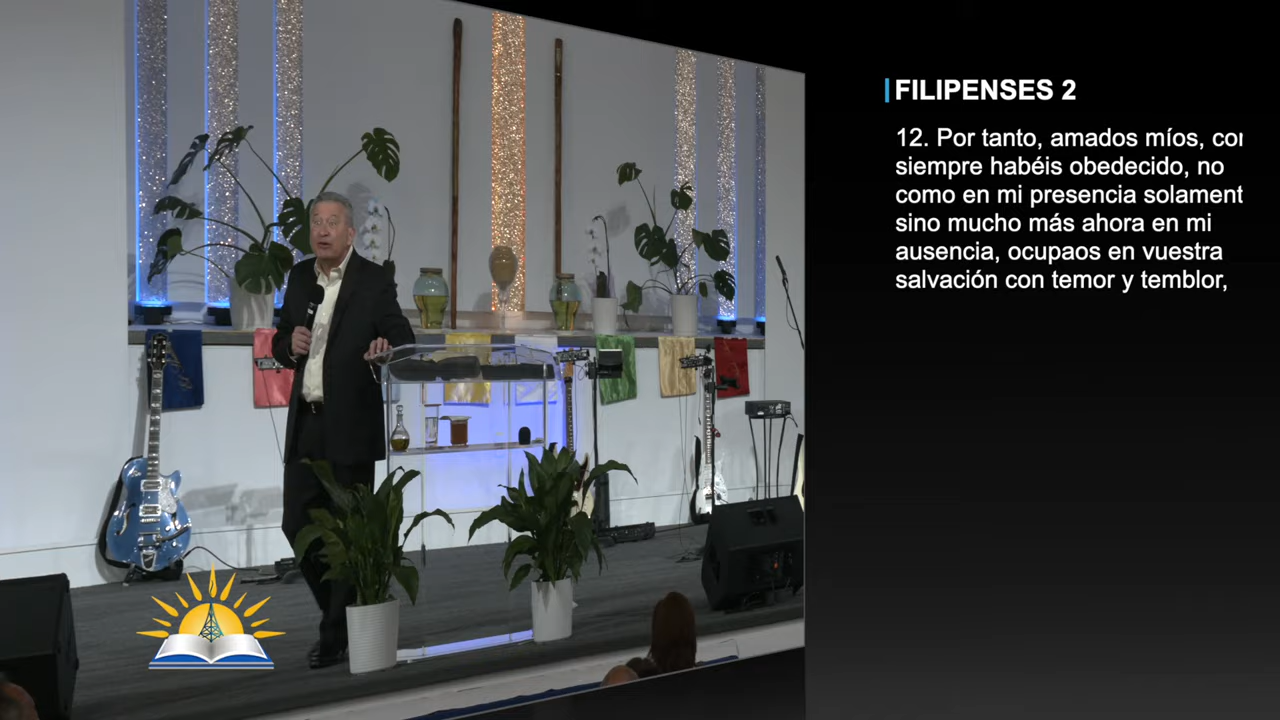 FILIPENSES 2
12. Por tanto, amados míos, co
siempre habéis obedecido, no
como en mi presencia solament
sino mucho más ahora en mi
ausencia, ocupaos en vuestra
salvación con temor y temblor,